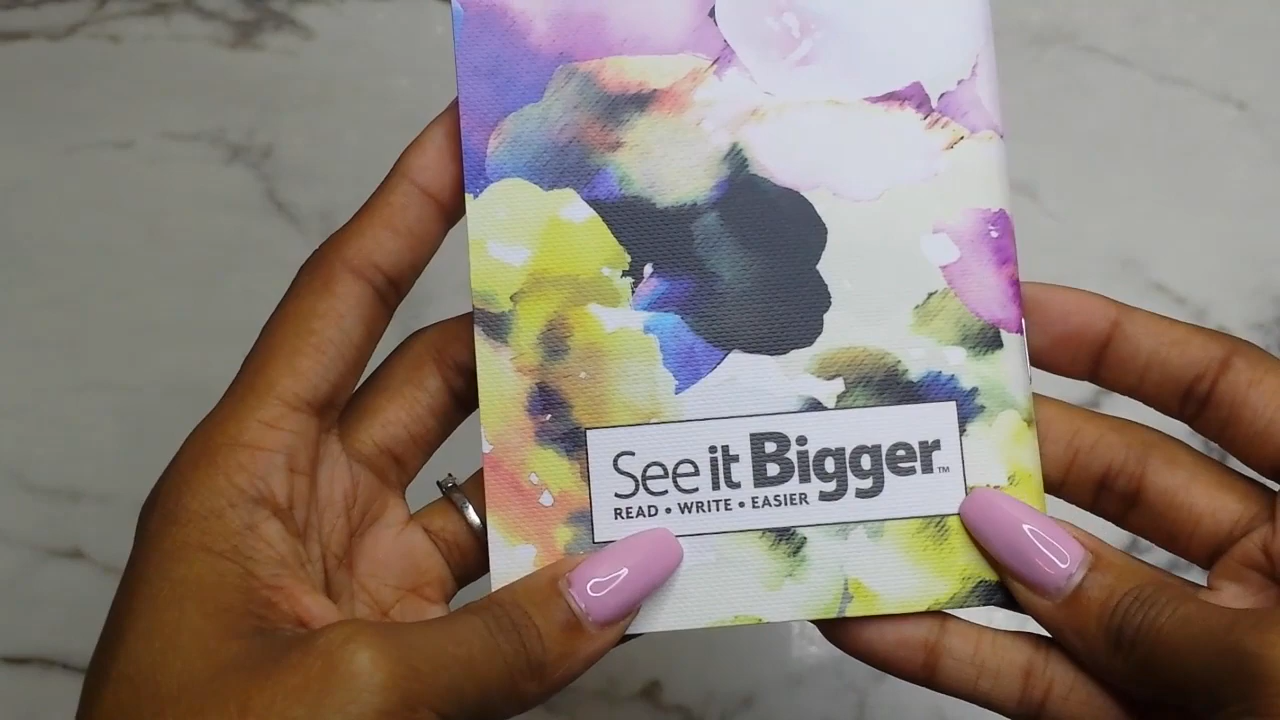 See it Bigger™
READ • WRITE • EASIER